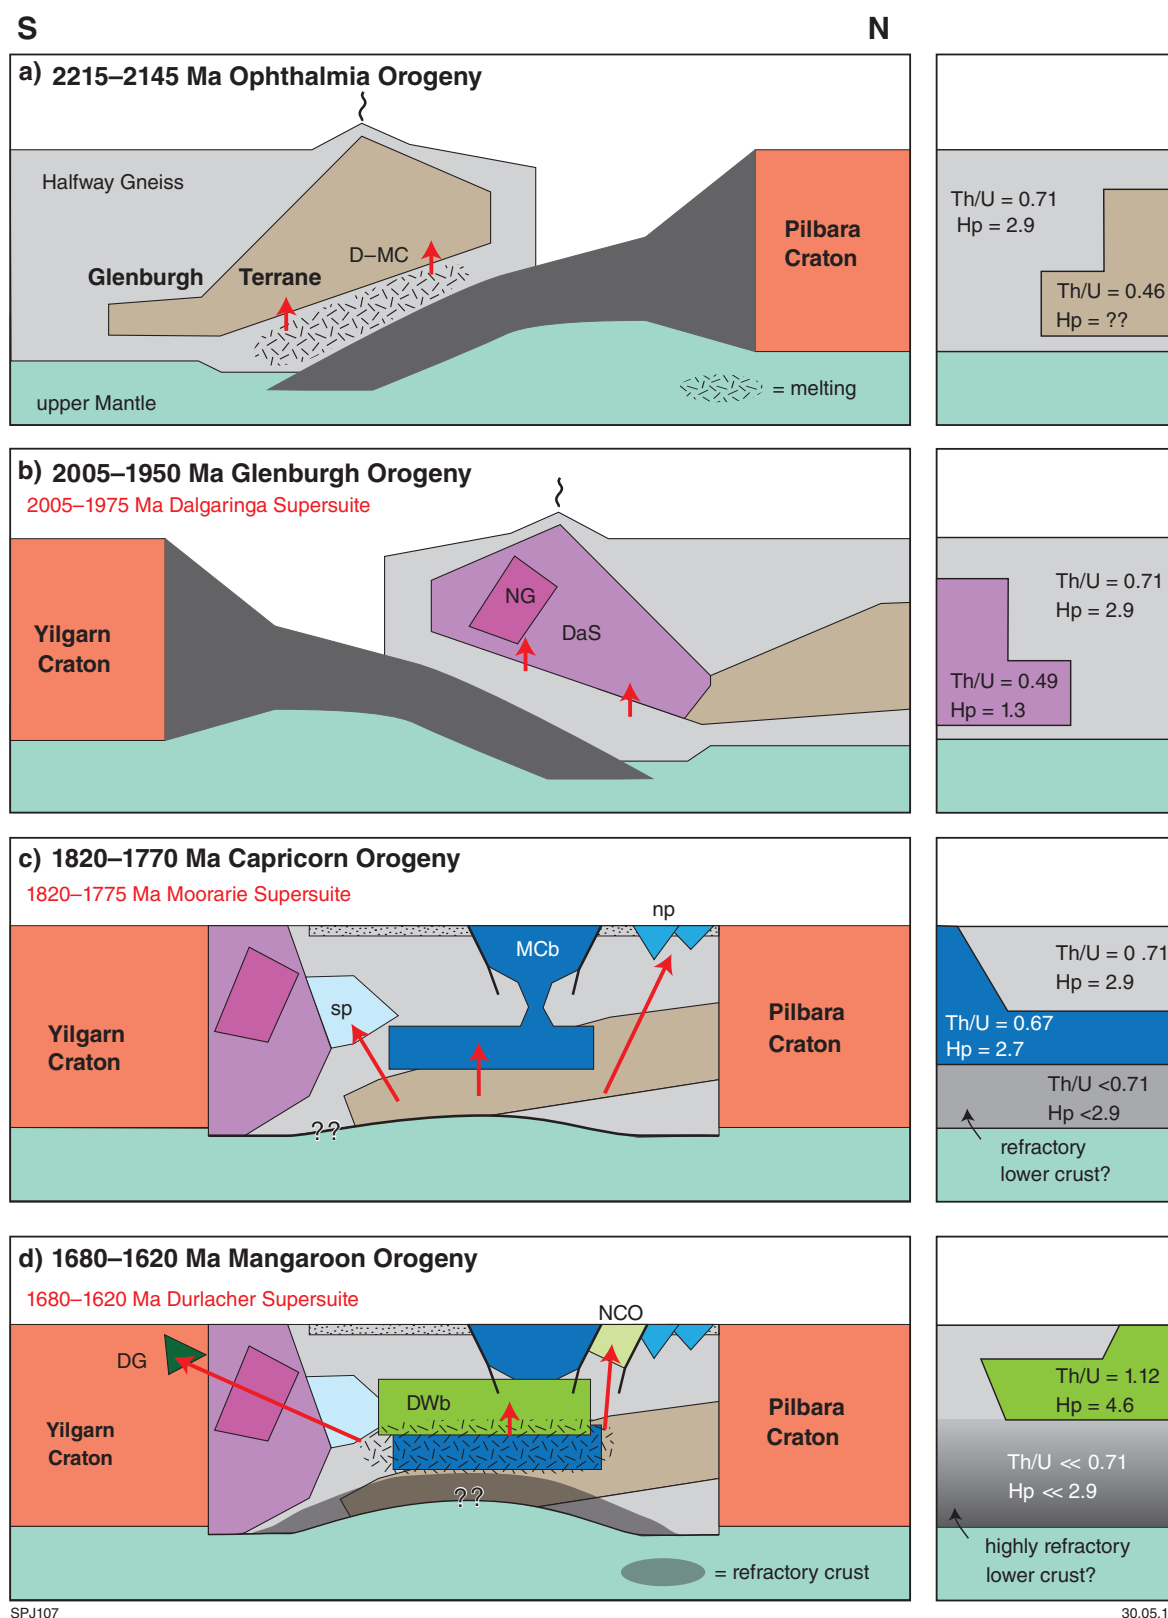 S
N
a) 2215–2145 Ma Ophthalmia Orogeny
Halfway Gneiss
D–MC
Glenburgh Terrane
Pilbara
Craton
upper Mantle
= melting
Th/U = 0.71
Hp = 2.9
Th/U = 0.46
Hp = ??
b) 2005–1950 Ma Glenburgh Orogeny
2005–1975 Ma Dalgaringa Supersuite
Yilgarn
Craton
NG
DaS
Th/U = 0.71
Hp = 2.9
Th/U = 0.49
Hp = 1.3
c) 1820–1770 Ma Capricorn Orogeny
1820–1775 Ma Moorarie Supersuite
np
MCb
sp
Yilgarn
Craton
Pilbara
Craton
??
Th/U = 0 .71
Hp = 2.9
Th/U = 0.67
Hp = 2.7
Th/U <0.71
Hp <2.9
refractory
lower crust?
d) 1680–1620 Ma Mangaroon Orogeny
1680–1620 Ma Durlacher Supersuite
NCO
DG
DWb
Yilgarn
Craton
Pilbara
Craton
??
= refractory crust
Th/U = 1.12
Hp = 4.6
Th/U << 0.71
Hp << 2.9
highly refractory
lower crust?
SPJ107
30.05.1